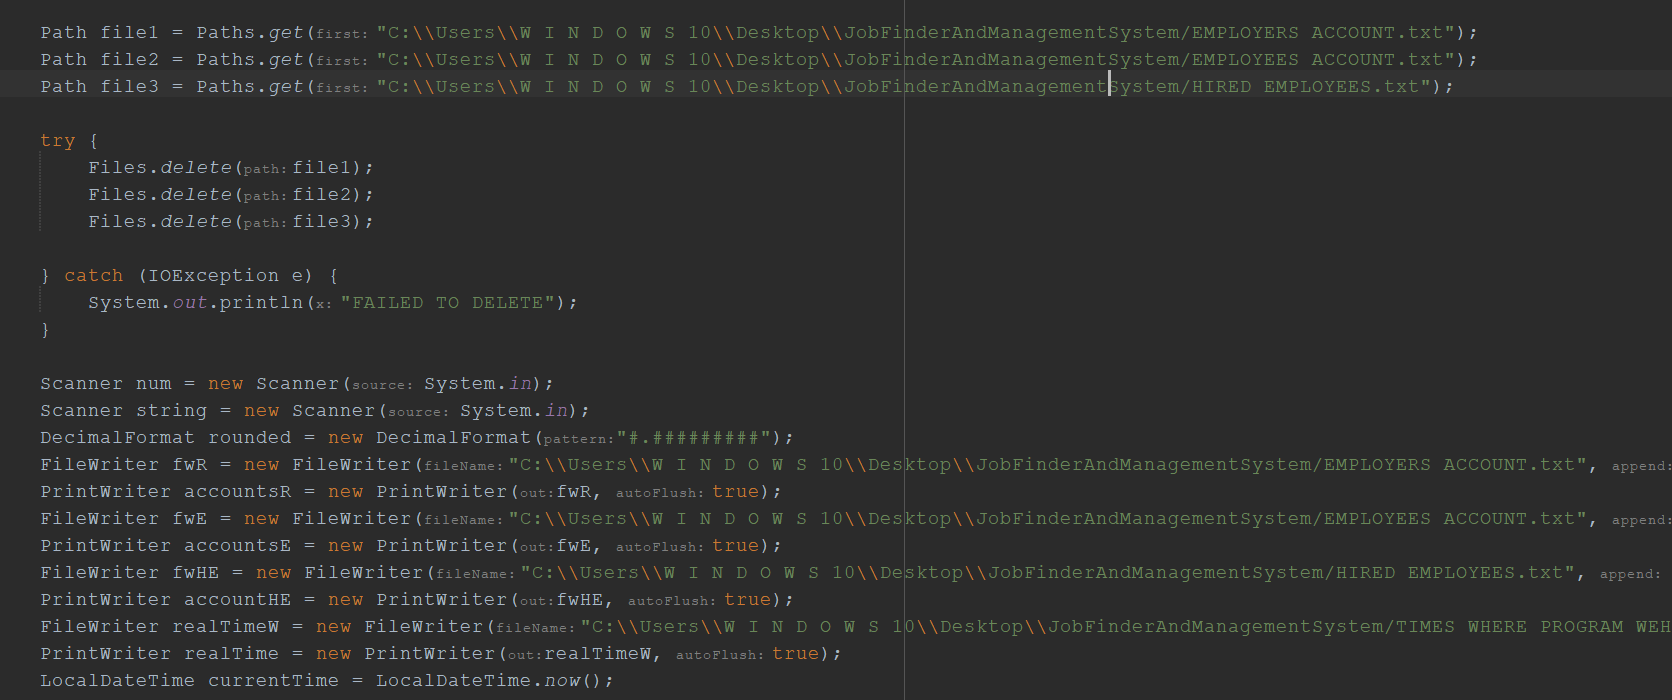 Path file1 = Paths.get(first: "C:\\Users\\W I N D O W S 10\\Desktop\\JobFinderAndManagementSystem/EMPLOYERS ACCOUNT.txt");
Path file2 = Paths.get(first: "C:\\Users\\W I N D O W S 10\\Desktop\\JobFinderAndManagementSystem/EMPLOYEES ACCOUNT.txt");
Path file3 = Paths.get(first: "C:\\Users\\W I N D O W S 10\\Desktop\\JobFinderAndManagementSystem/HIRED EMPLOYEES.txt");
try {
Files.delete(path: file1);
Files.delete(path: file2);
Files.delete(path: file3);
} catch (IOException e) {
System.out.println(x: "FAILED TO DELETE");
}
Scanner num = new Scanner(source: System.in);
Scanner string = new Scanner(source: System.in);
DecimalFormat rounded = new DecimalFormat(pattern: "#.#########");
FileWriter fwR = new FileWriter(fileName: "C:\\Users\\W I N D O W S 10\\Desktop\\JobFinderAndManagementSystem/EMPLOYERS ACCOUNT.txt", append:
PrintWriter accountsR = new PrintWriter(out: fwR, autoFlush: true);
FileWriter fwE = new FileWriter(fileName: "C:\\Users\\W I N D O W S 10\\Desktop\\JobFinderAndManagementSystem/EMPLOYEES ACCOUNT.txt", append:
PrintWriter accountsE = new PrintWriter(out: fwE, autoFlush: true);
FileWriter fwHE = new FileWriter(fileName: "C:\\Users\\W I N D O W S 10\\Desktop\\JobFinderAndManagementSystem/HIRED EMPLOYEES.txt", append:
PrintWriter accountHE = new PrintWriter(out: fwHE, autoFlush: true);
FileWriter realTimeW = new FileWriter(fileName: "C:\\Users\\W I N D O W S 10\\Desktop\\JobFinderAndManagementSystem/TIMES WHERE PROGRAM WEH
PrintWriter realTime = new PrintWriter(out: realTimeW, autoFlush: true);
LocalDateTime currentTime = LocalDateTime.now();